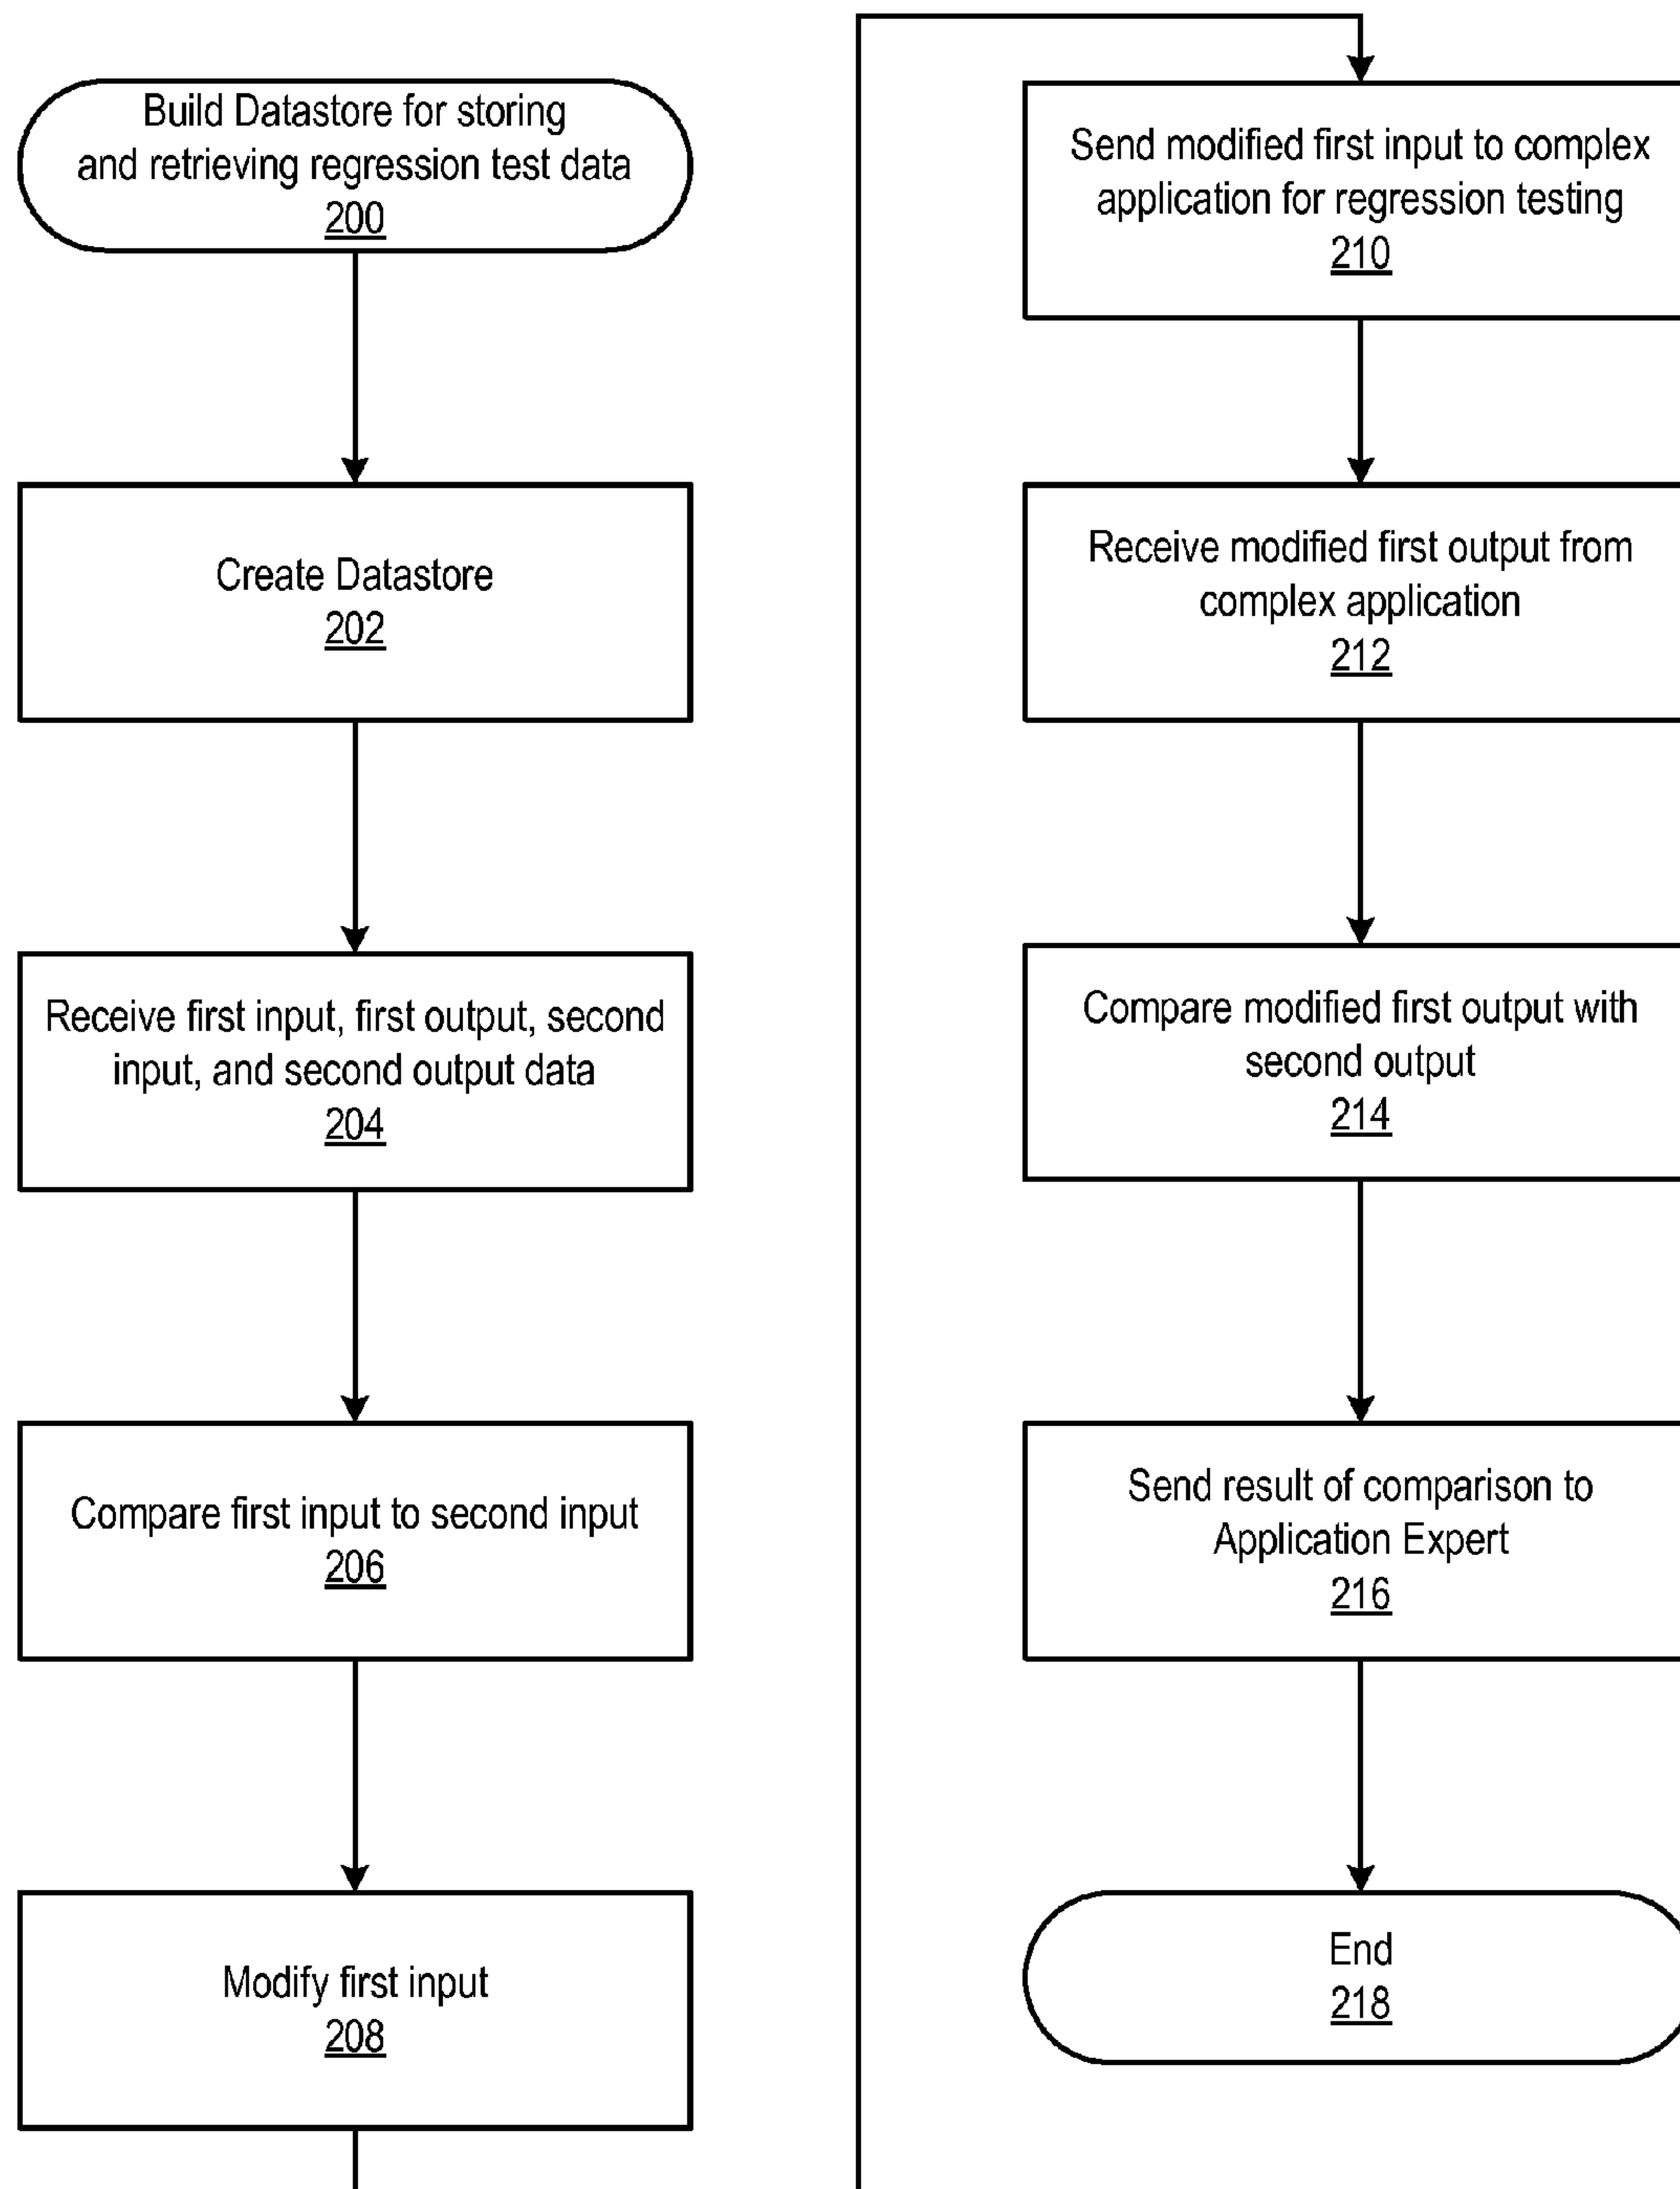 Build Datastore for storing
and retrieving regression test data
200
Create Datastore
202
Receive first input, first output, second
input, and second output data
204
Compare first input to second input
206
Modify first input
208
Send modified first input to complex
application for regression testing
210
Receive modified first output from
complex application
212
Compare modified first output with
second output
214
Send result of comparison to
Application Expert
216
End
218